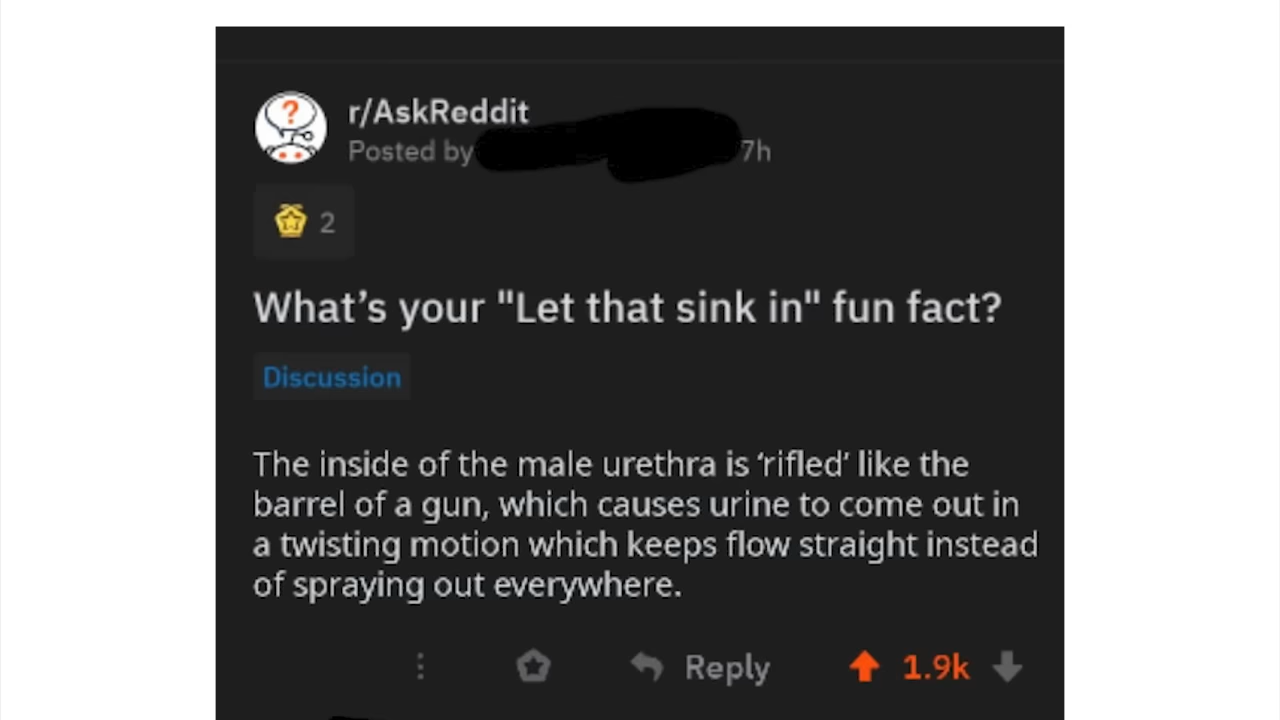 r/AskReddit
Posted by 7h
2
What’s your "Let that sink in" fun fact?
Discussion
The inside of the male urethra is ‘rifled’ like the
barrel of a gun, which causes urine to come out in
a twisting motion which keeps flow straight instead
of spraying out everywhere.
Reply 1.9k